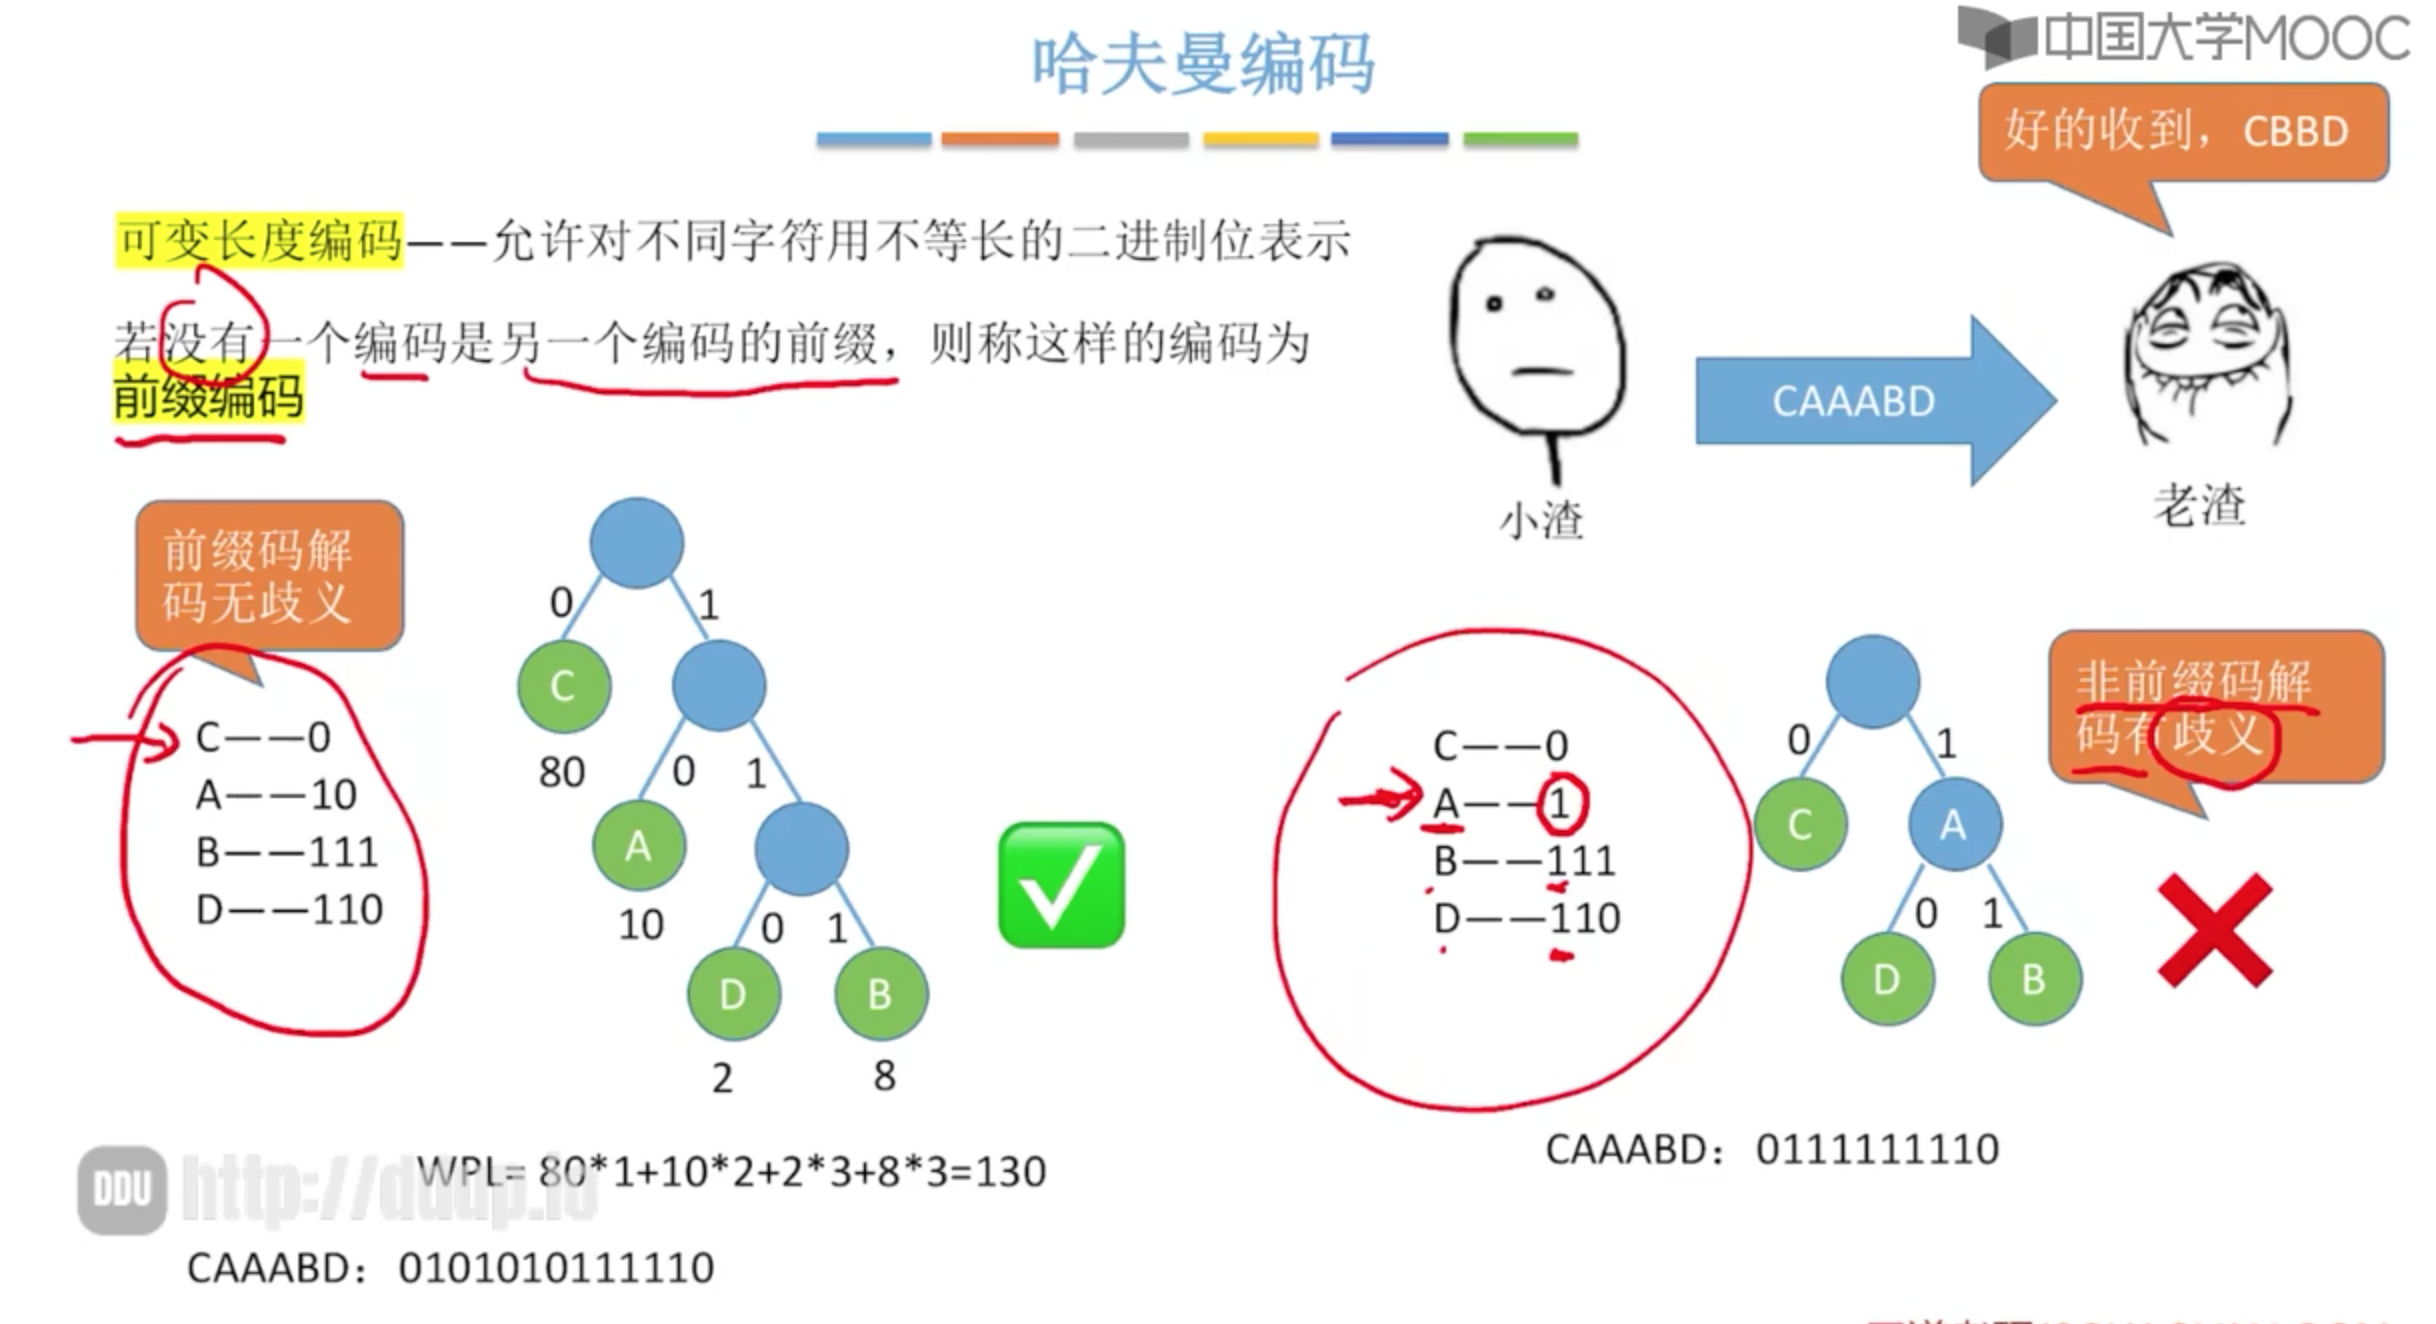 哈夫曼编码
中国大学MOOC
好的收到，CBBD
可变长度编码——允许对不同字符用不等长的二进制位表示
若没有一个编码是另一个编码的前缀，则称这样的编码为
前缀编码
CAAABD
小渣
老渣
前缀码解
码无歧义
C——0
A——10
B——111
D——110
0
1
C
80
0
1
A
10
0
1
D
B
2
8
C——0
A——1
B——111
D——110
0
1
C
A
0
1
D
B
非前缀码解
码有歧义
WPL= 80*1+10*2+2*3+8*3=130
DDU http://ddup.io
CAAABD：0101010111110
CAAABD：0111111110